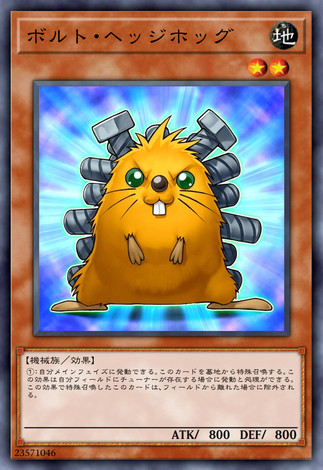 ボルト・ヘッジホッグ
地
【機械族／効果】
①：自分メインフェイズに発動できる。このカードを墓地から特殊召喚する。こ
の効果は自分フィールドにチューナーが存在する場合に発動と処理ができる。
この効果で特殊召喚したこのカードは、フィールドから離れた場合に除外され
る。
ATK/ 800 DEF/ 800
23571046